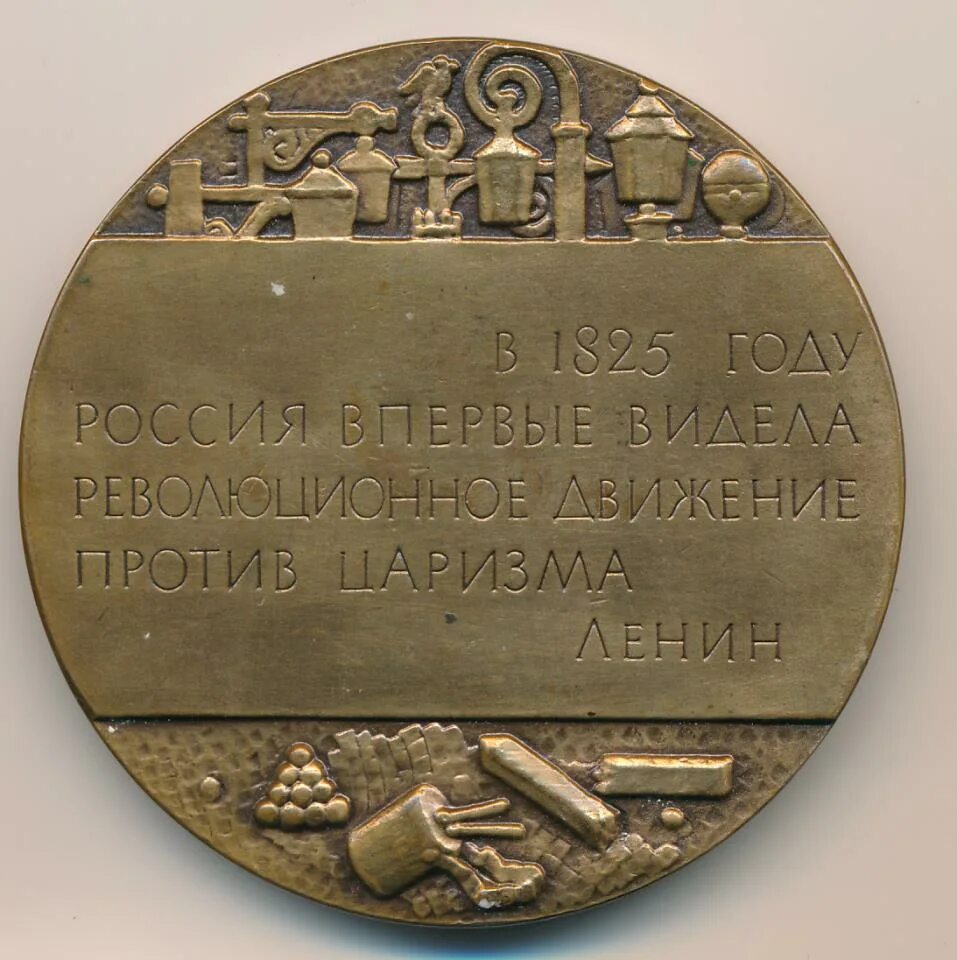 В 1825 ГОДУ
РОССИЯ ВПЕРВЫЕ ВИДЕЛА
РЕВОЛЮЦИОННОЕ ДВИЖЕНИЕ
ПРОТИВ ЦАРИЗМА
ЛЕНИН